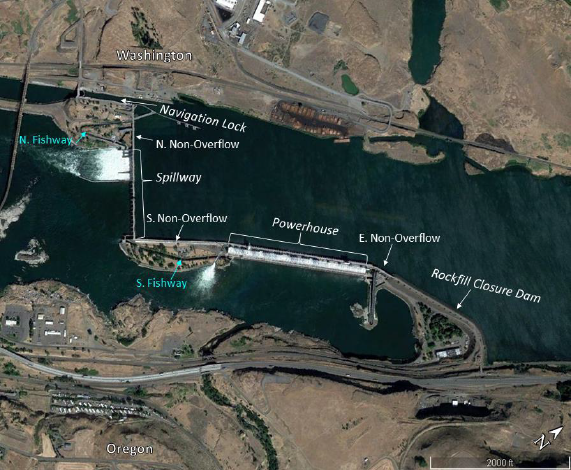 Washington
Navigation Lock
N. Fishway
N. Non-Overflow
Spillway
S. Non-Overflow
Powerhouse
E. Non-Overflow
S. Fishway
Rockfill Closure Dam
Oregon
N
2000 ft